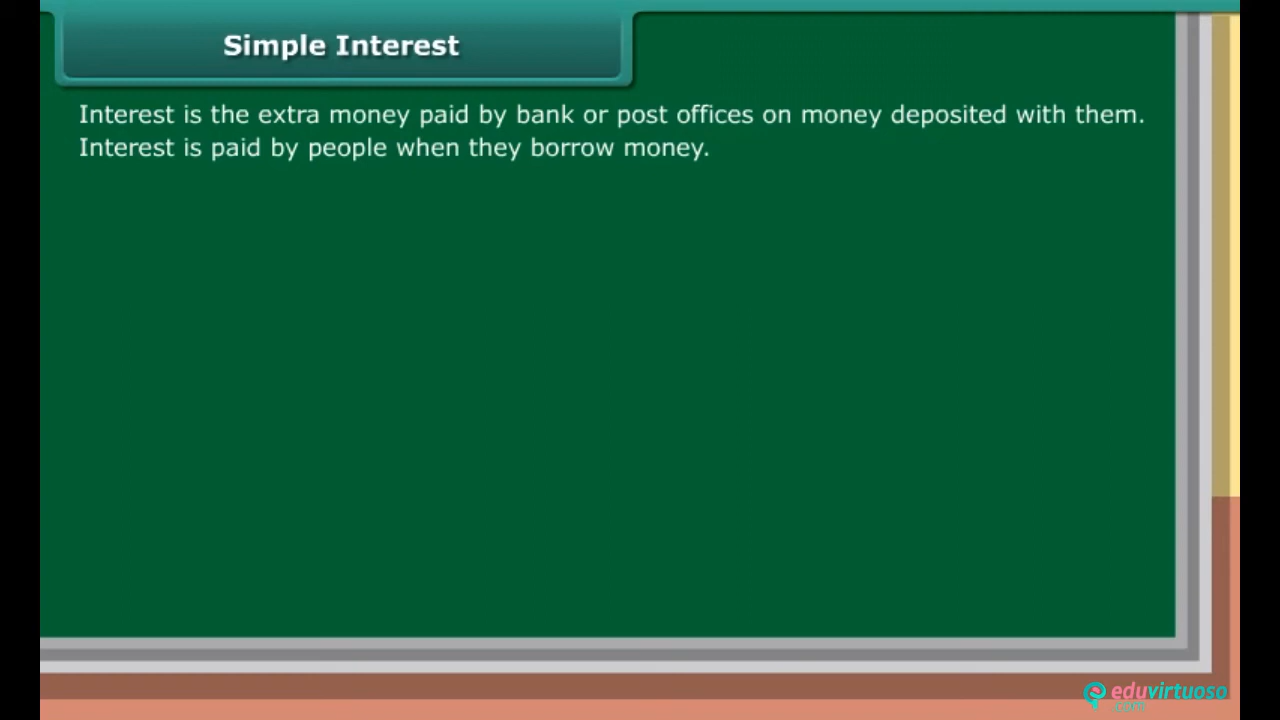 Simple Interest
Interest is the extra money paid by bank or post offices on money deposited with them.
Interest is paid by people when they borrow money.
eduvirtuoso
.com